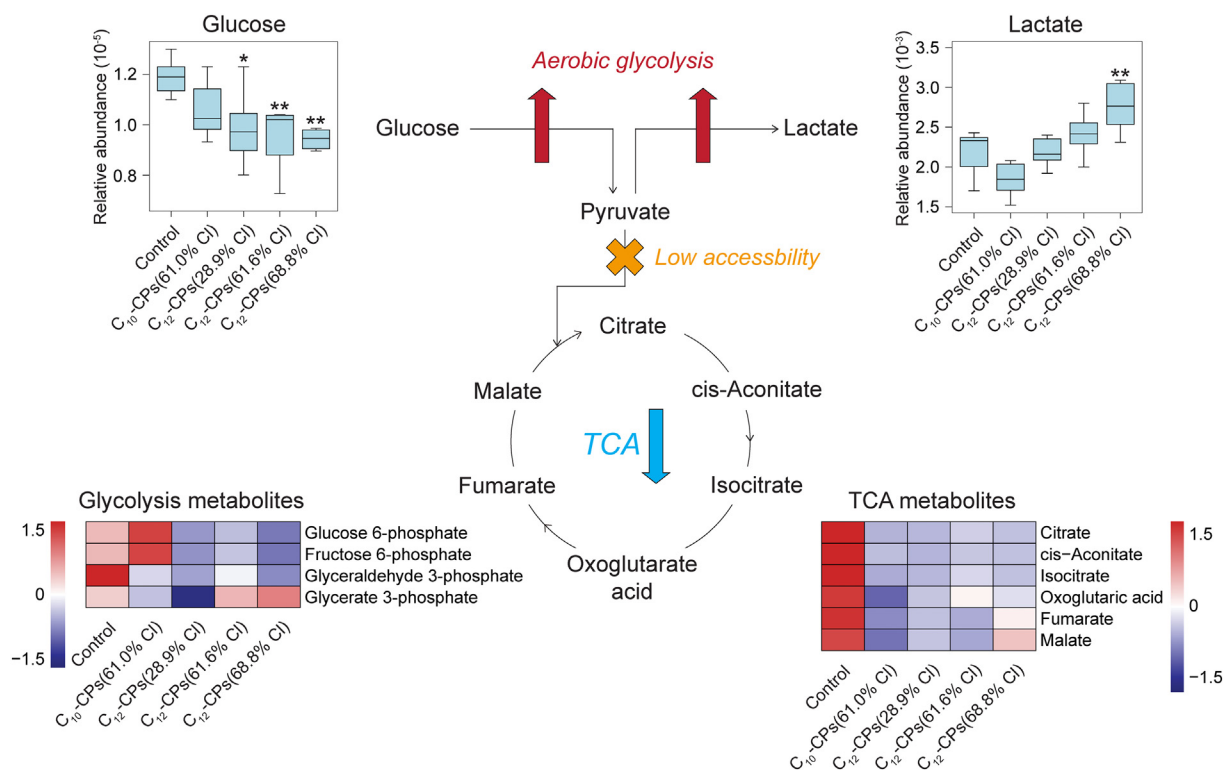 Glucose
Relative abundance (10⁻⁵)
1.2
1.0
0.8
*
**
**
Control
C₁₀-CPs(61.0% Cl)
C₁₂-CPs(28.9% Cl)
C₁₂-CPs(61.6% Cl)
C₁₂-CPs(68.8% Cl)
Aerobic glycolysis
Glucose
Lactate
Pyruvate
Low accessbility
Lactate
Relative abundance (10⁻³)
3.5
3.0
2.5
2.0
1.5
**
Control
C₁₀-CPs(61.0% Cl)
C₁₂-CPs(28.9% Cl)
C₁₂-CPs(61.6% Cl)
C₁₂-CPs(68.8% Cl)
Citrate
Malate
cis-Aconitate
TCA
Fumarate
Isocitrate
Oxoglutarate
acid
Glycolysis metabolites
1.5
0
−1.5
Glucose 6-phosphate
Fructose 6-phosphate
Glyceraldehyde 3-phosphate
Glycerate 3-phosphate
Control
C₁₀-CPs(61.0% Cl)
C₁₂-CPs(28.9% Cl)
C₁₂-CPs(61.6% Cl)
C₁₂-CPs(68.8% Cl)
TCA metabolites
Citrate
cis−Aconitate
Isocitrate
Oxoglutaric acid
Fumarate
Malate
1.5
0
−1.5
Control
C₁₀-CPs(61.0% Cl)
C₁₂-CPs(28.9% Cl)
C₁₂-CPs(61.6% Cl)
C₁₂-CPs(68.8% Cl)